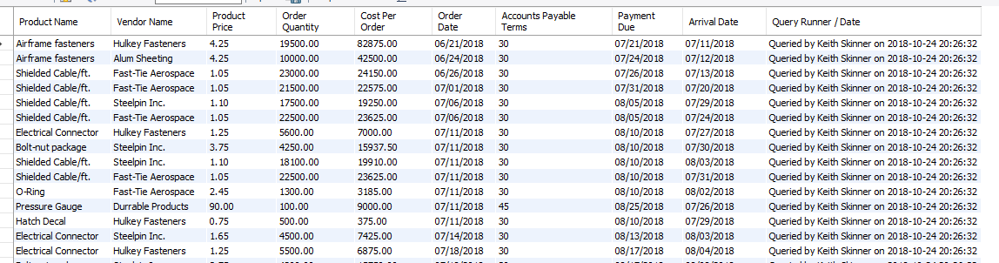 Product Name Vendor Name Product Price Order Quantity Cost Per Order Order Date Accounts Payable Terms Payment Due Arrival Date Query Runner / Date
Airframe fasteners Hulkey Fasteners 4.25 19500.00 82875.00 06/21/2018 30 07/21/2018 07/11/2018 Queried by Keith Skinner on 2018-10-24 20:26:32
Airframe fasteners Alum Sheeting 4.25 10000.00 42500.00 06/24/2018 30 07/24/2018 07/12/2018 Queried by Keith Skinner on 2018-10-24 20:26:32
Shielded Cable/ft. Fast-Tie Aerospace 1.05 23000.00 24150.00 06/26/2018 30 07/26/2018 07/13/2018 Queried by Keith Skinner on 2018-10-24 20:26:32
Shielded Cable/ft. Fast-Tie Aerospace 1.05 21500.00 22575.00 07/01/2018 30 07/31/2018 07/20/2018 Queried by Keith Skinner on 2018-10-24 20:26:32
Shielded Cable/ft. Steelpin Inc. 1.10 17500.00 19250.00 07/06/2018 30 08/05/2018 07/29/2018 Queried by Keith Skinner on 2018-10-24 20:26:32
Shielded Cable/ft. Fast-Tie Aerospace 1.05 22500.00 23625.00 07/06/2018 30 08/05/2018 07/24/2018 Queried by Keith Skinner on 2018-10-24 20:26:32
Electrical Connector Hulkey Fasteners 1.25 5600.00 7000.00 07/11/2018 30 08/10/2018 07/27/2018 Queried by Keith Skinner on 2018-10-24 20:26:32
Bolt-nut package Steelpin Inc. 3.75 4250.00 15937.50 07/11/2018 30 08/10/2018 07/30/2018 Queried by Keith Skinner on 2018-10-24 20:26:32
Shielded Cable/ft. Steelpin Inc. 1.10 18100.00 19910.00 07/11/2018 30 08/10/2018 08/03/2018 Queried by Keith Skinner on 2018-10-24 20:26:32
Shielded Cable/ft. Fast-Tie Aerospace 1.05 22500.00 23625.00 07/11/2018 30 08/10/2018 07/31/2018 Queried by Keith Skinner on 2018-10-24 20:26:32
O-Ring Fast-Tie Aerospace 2.45 1300.00 3185.00 07/11/2018 30 08/10/2018 08/02/2018 Queried by Keith Skinner on 2018-10-24 20:26:32
Pressure Gauge Durrable Products 90.00 100.00 9000.00 07/11/2018 45 08/25/2018 07/26/2018 Queried by Keith Skinner on 2018-10-24 20:26:32
Hatch Decal Hulkey Fasteners 0.75 500.00 375.00 07/11/2018 30 08/10/2018 07/29/2018 Queried by Keith Skinner on 2018-10-24 20:26:32
Electrical Connector Steelpin Inc. 1.65 4500.00 7425.00 07/14/2018 30 08/13/2018 08/03/2018 Queried by Keith Skinner on 2018-10-24 20:26:32
Electrical Connector Hulkey Fasteners 1.25 5500.00 6875.00 07/18/2018 30 08/17/2018 08/04/2018 Queried by Keith Skinner on 2018-10-24 20:26:32